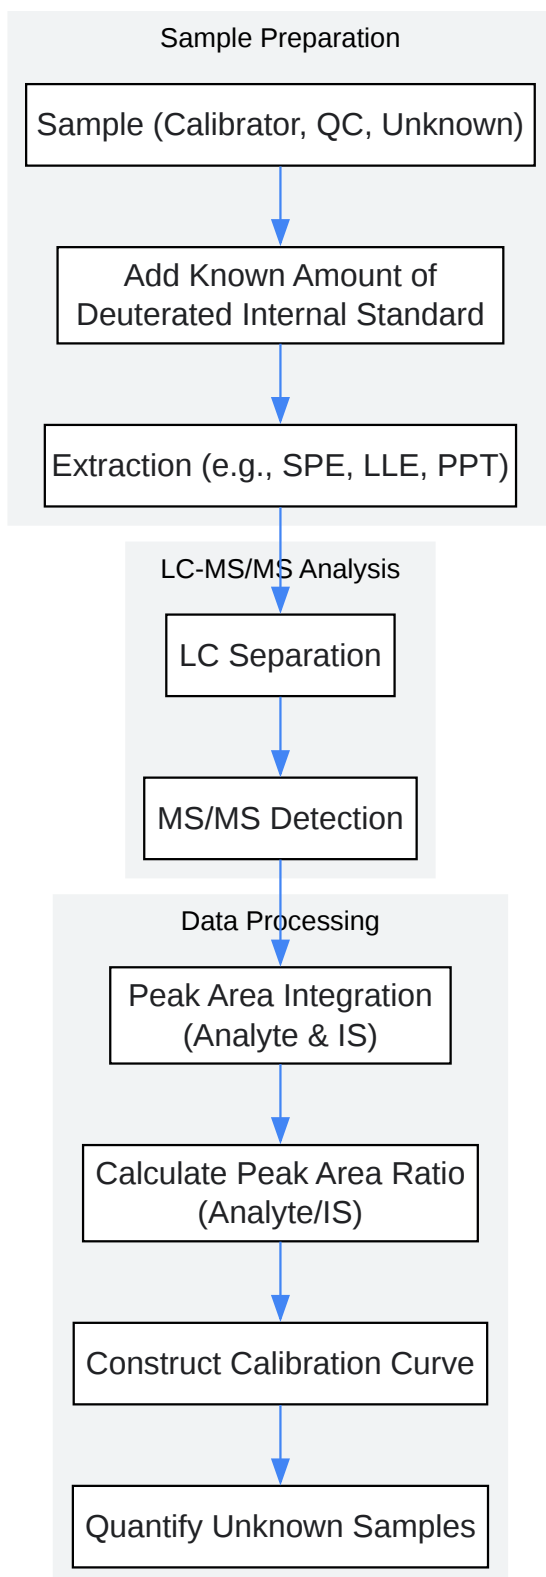 Sample Preparation
Sample (Calibrator, QC, Unknown)
Add Known Amount of
Deuterated Internal Standard
Extraction (e.g., SPE, LLE, PPT)
LC-MS/MS Analysis
LC Separation
MS/MS Detection
Data Processing
Peak Area Integration
(Analyte & IS)
Calculate Peak Area Ratio
(Analyte/IS)
Construct Calibration Curve
Quantify Unknown Samples